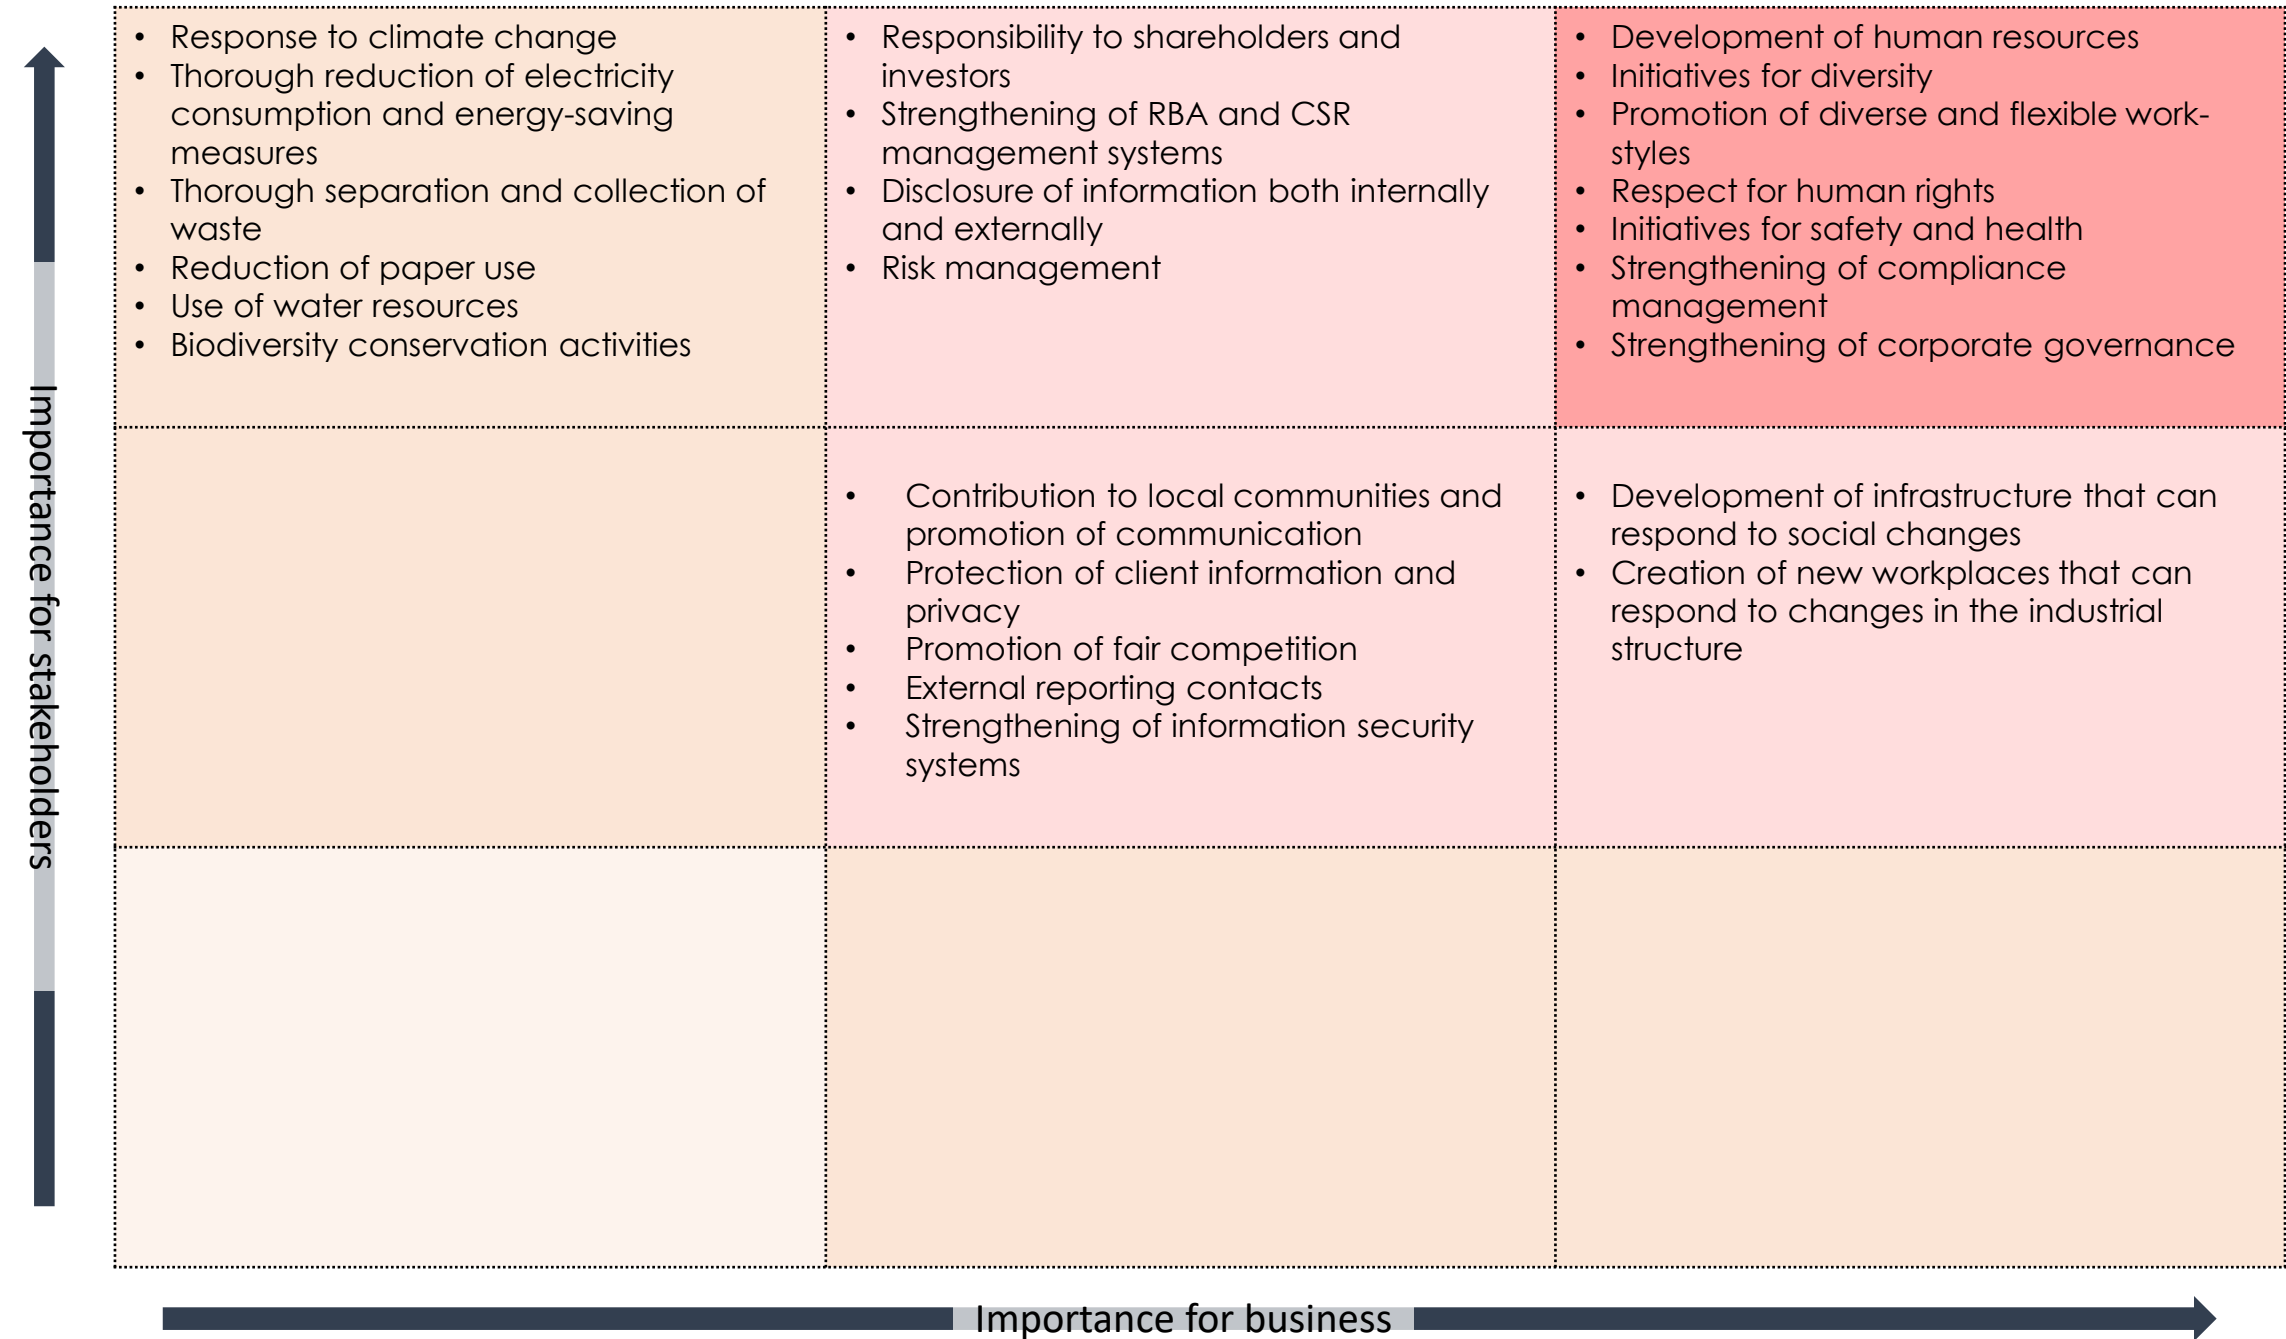 • Response to climate change
• Thorough reduction of electricity
consumption and energy-saving
measures
• Thorough separation and collection of
waste
• Reduction of paper use
• Use of water resources
• Biodiversity conservation activities
• Responsibility to shareholders and
investors
• Strengthening of RBA and CSR
management systems
• Disclosure of information both internally
and externally
• Risk management
• Development of human resources
• Initiatives for diversity
• Promotion of diverse and flexible work-
styles
• Respect for human rights
• Initiatives for safety and health
• Strengthening of compliance
management
• Strengthening of corporate governance
• Contribution to local communities and
promotion of communication
• Protection of client information and
privacy
• Promotion of fair competition
• External reporting contacts
• Strengthening of information security
systems
• Development of infrastructure that can
respond to social changes
• Creation of new workplaces that can
respond to changes in the industrial
structure
Importance for stakeholders
Importance for business